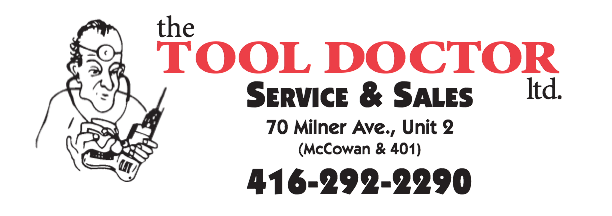 the
TOOL DOCTOR
ltd.
SERVICE & SALES
70 Milner Ave., Unit 2
(McCowan & 401)
416-292-2290